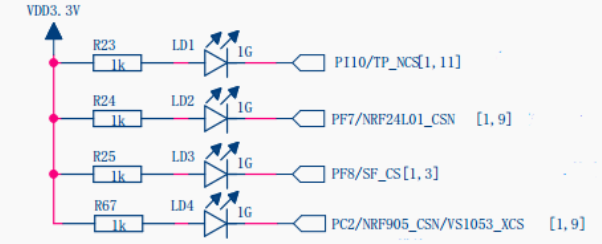 VDD3.3V
R23 LD1 1G
1k PI10/TP_NCS[1,11]
R24 LD2 1G
1k PF7/NRF24L01_CSN [1,9]
R25 LD3 1G
1k PF8/SF_CS[1,3]
R67 LD4 1G
1k PC2/NRF905_CSN/VS1053_XCS [1,9]